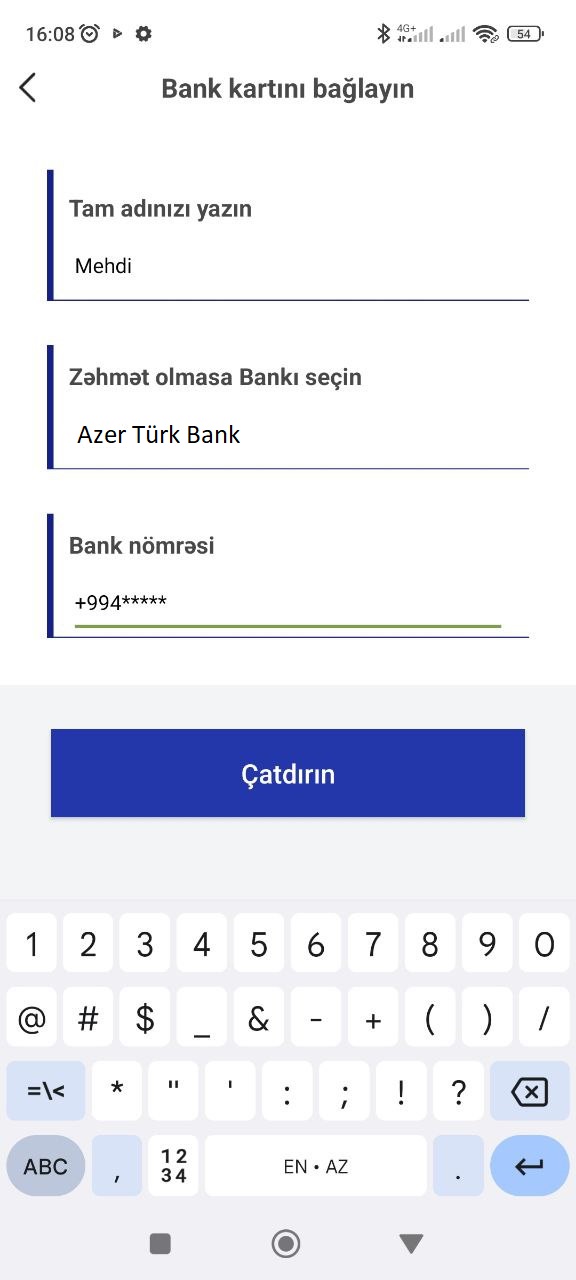 16:08
4G+
54
Bank kartını bağlayın
Tam adınızı yazın
Mehdi
Zəhmət olmasa Bankı seçin
Azer Türk Bank
Bank nömrəsi
+994*****
Çatdırın
1 2 3 4 5 6 7 8 9 0
@ # $ _ & - + ( ) /
=\< * " ' : ; ! ?
ABC , 12 34 EN • AZ .